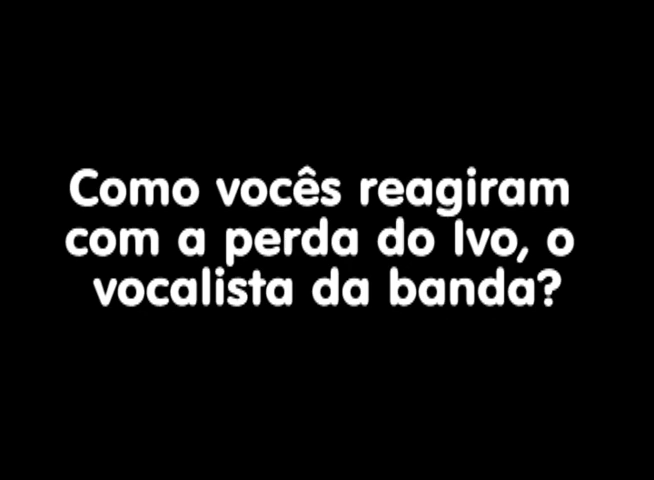 Como vocês reagiram
com a perda do Ivo, o
vocalista da banda?